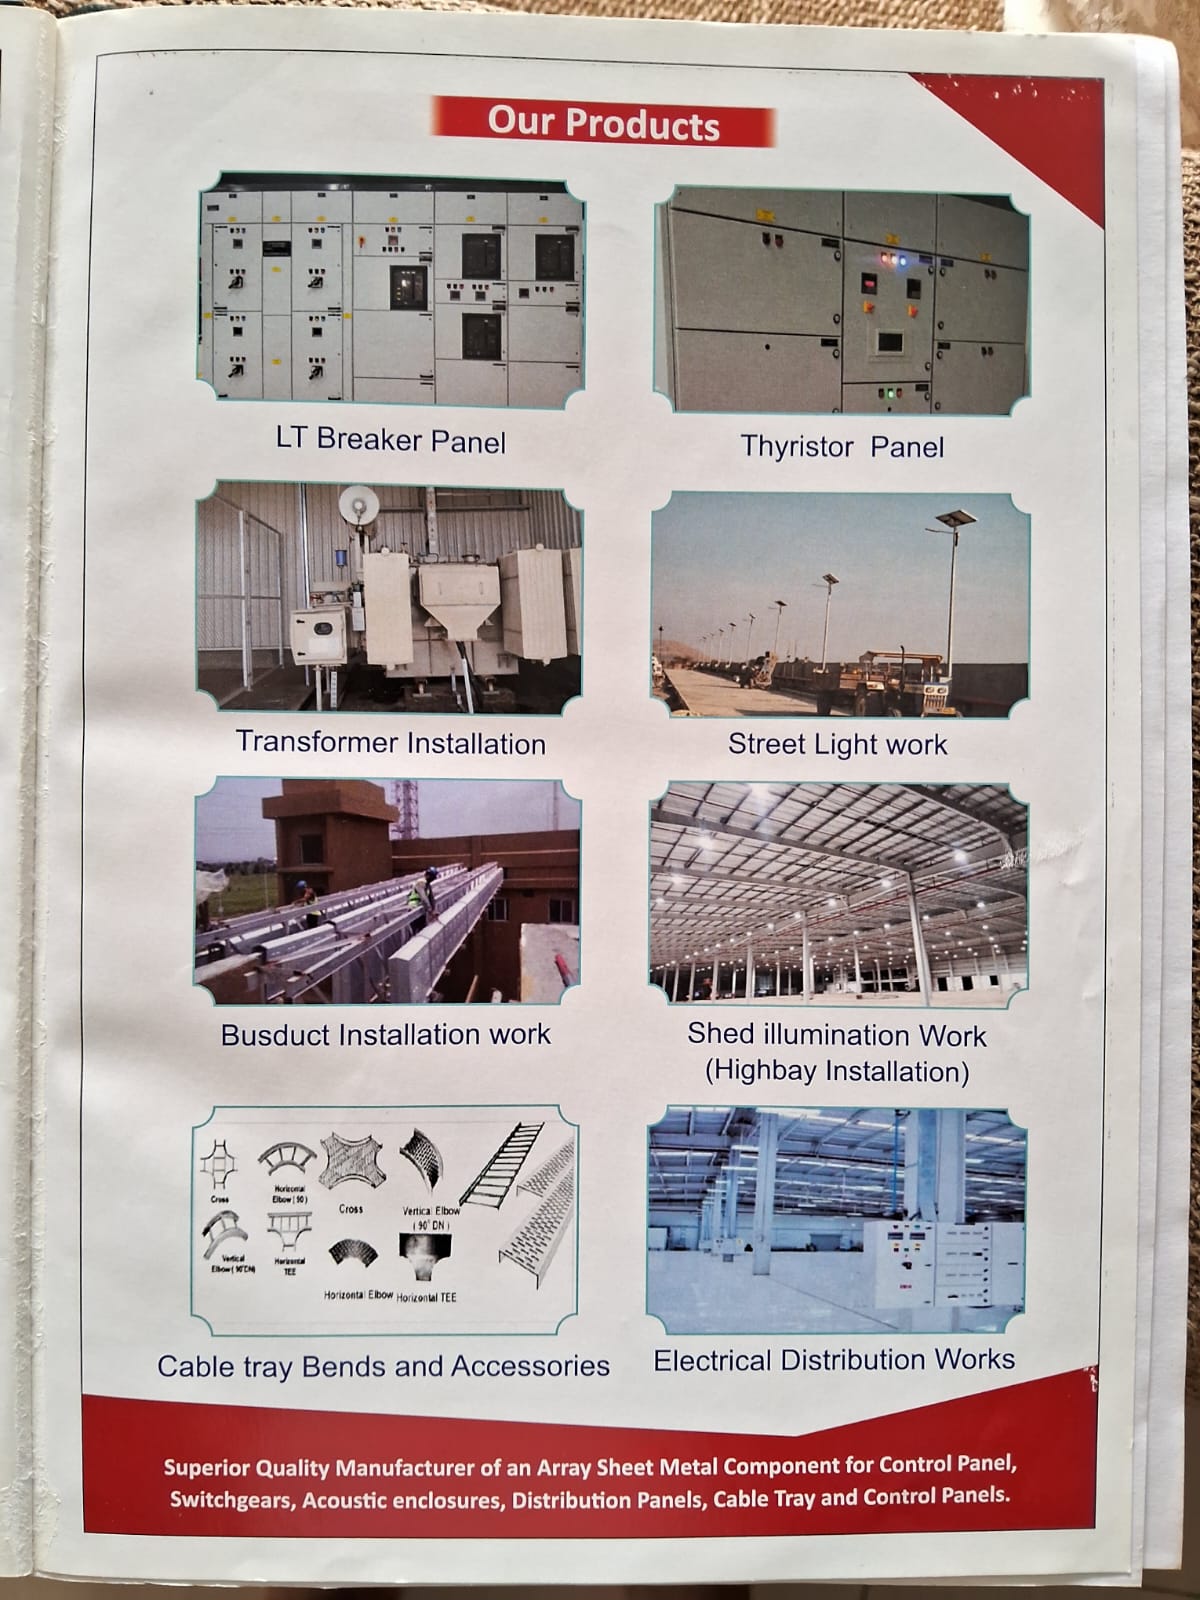 Our Products
LT Breaker Panel
Thyristor Panel
Transformer Installation
Street Light work
Busduct Installation work
Shed illumination Work
(Highbay Installation)
Cross
Horizontal
Elbow (90)
Cross
Vertical Elbow
(90° DN)
Vertical
Elbow (90°DN)
Horizontal
TEE
Horizontal Elbow
Horizontal TEE
Cable tray Bends and Accessories
Electrical Distribution Works
Superior Quality Manufacturer of an Array Sheet Metal Component for Control Panel,
Switchgears, Acoustic enclosures, Distribution Panels, Cable Tray and Control Panels.